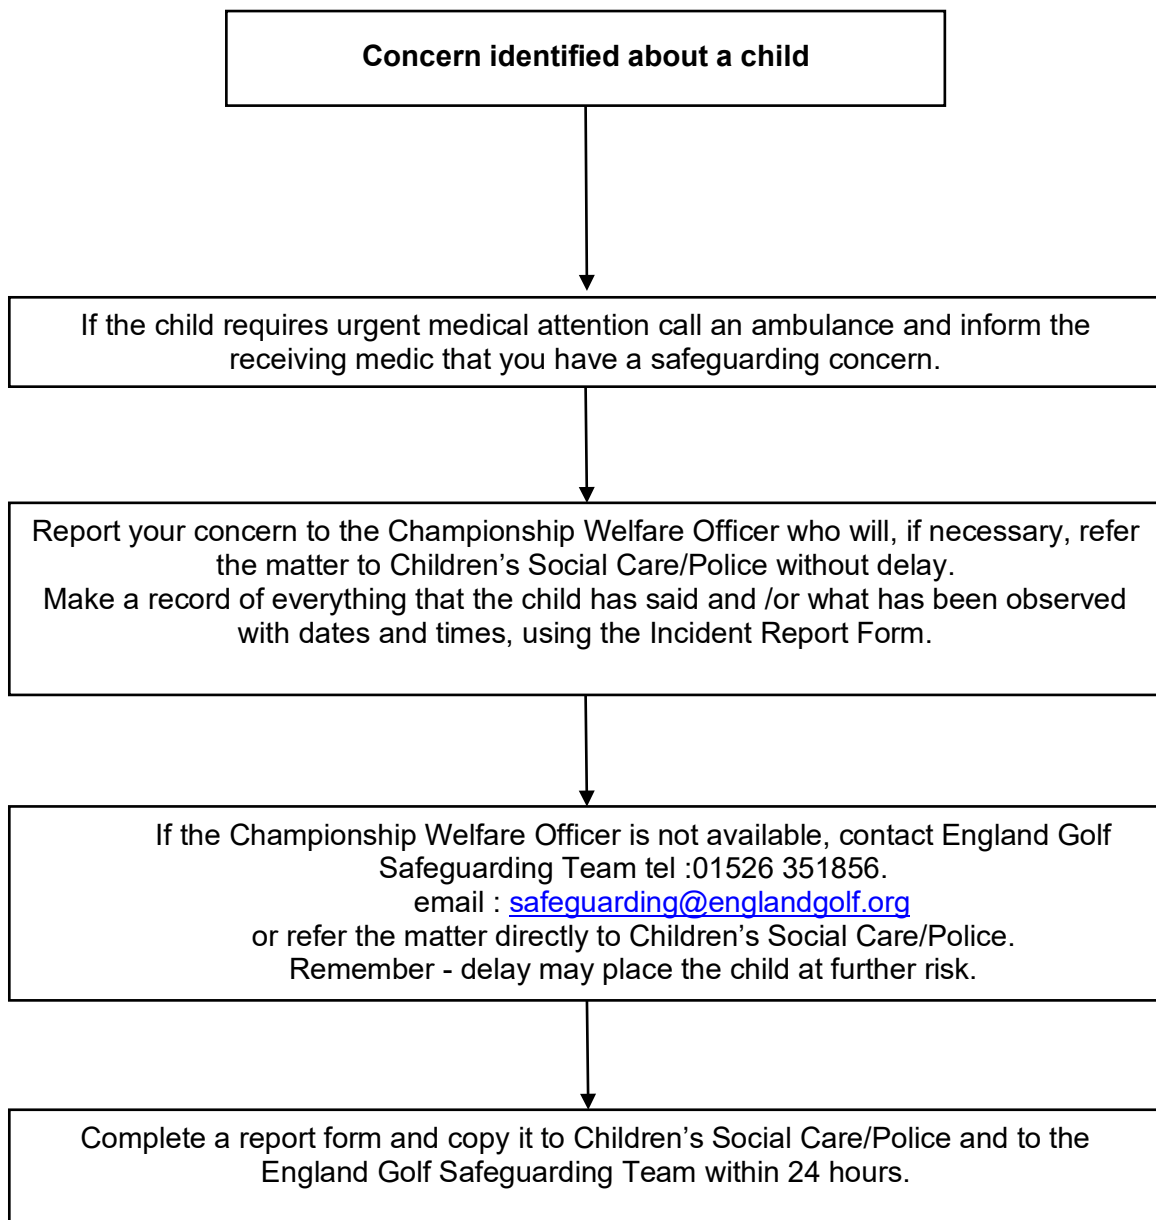 Concern identified about a child
If the child requires urgent medical attention call an ambulance and inform the
receiving medic that you have a safeguarding concern.
Report your concern to the Championship Welfare Officer who will, if necessary, refer
the matter to Children’s Social Care/Police without delay.
Make a record of everything that the child has said and /or what has been observed
with dates and times, using the Incident Report Form.
If the Championship Welfare Officer is not available, contact England Golf
Safeguarding Team tel :01526 351856.
email : safeguarding@englandgolf.org
or refer the matter directly to Children’s Social Care/Police.
Remember - delay may place the child at further risk.
Complete a report form and copy it to Children’s Social Care/Police and to the
England Golf Safeguarding Team within 24 hours.